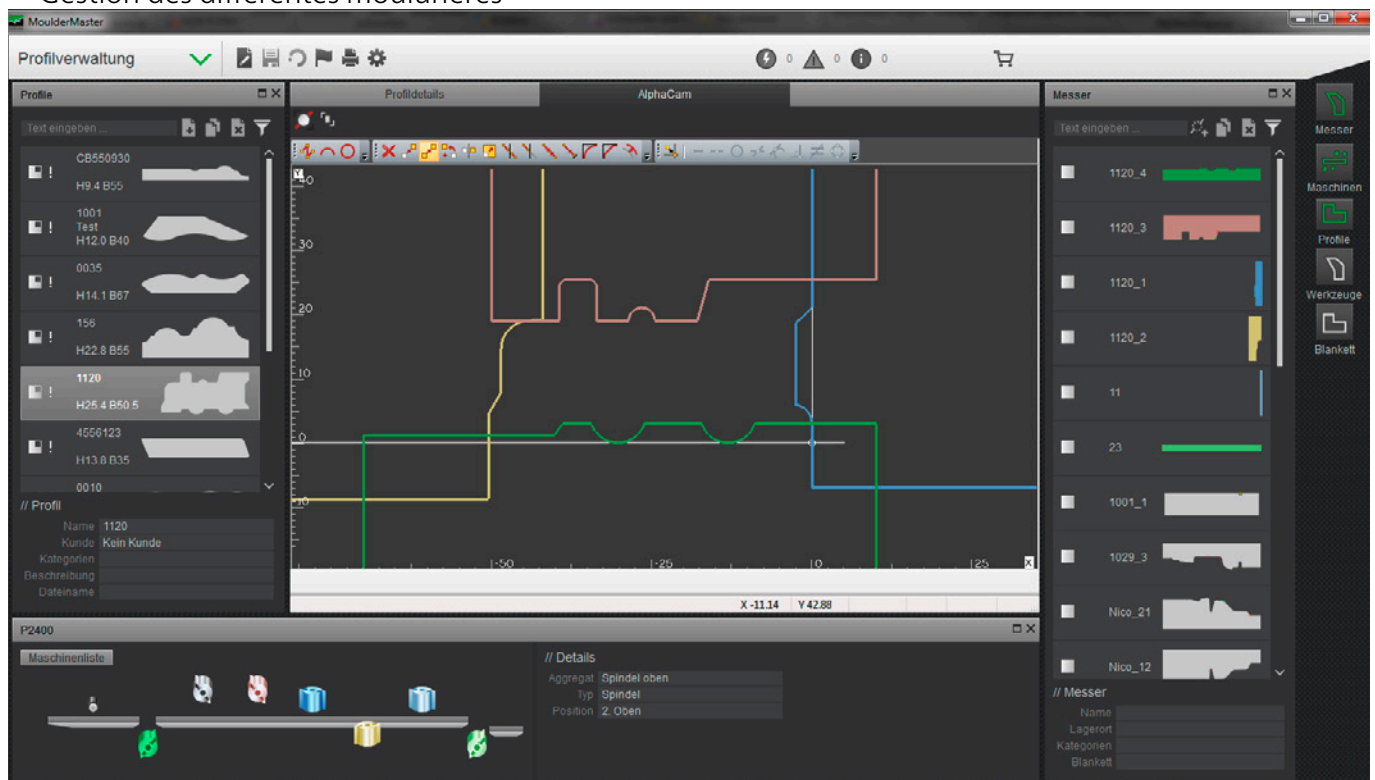 Gestion des différentes moulurières
MoulderMaster
Profilverwaltung
0
0
0
Profile
Text eingeben ...
CB550930
H9.4 B55
1001
Test
H12.0 B40
0035
H14.1 B67
156
H22.8 B55
1120
H25.4 B50.5
4556123
H13.8 B35
0010
// Profil
Name 1120
Kunde Kein Kunde
Kategorien
Beschreibung
Dateiname
Profildetails
AlphaCam
Y
40
30
20
10
0
-10
-50
-25
0
25
X
X -11.14 Y 42.88
Messer
Text eingeben ...
1120_4
1120_3
1120_1
1120_2
11
23
1001_1
1029_3
Nico_21
Nico_12
// Messer
Name
Lagerort
Kategorien
Blankett
Messer
Maschinen
Profile
Werkzeuge
Blankett
P2400
Maschinenliste
// Details
Aggregat Spindel oben
Typ Spindel
Position 2. Oben